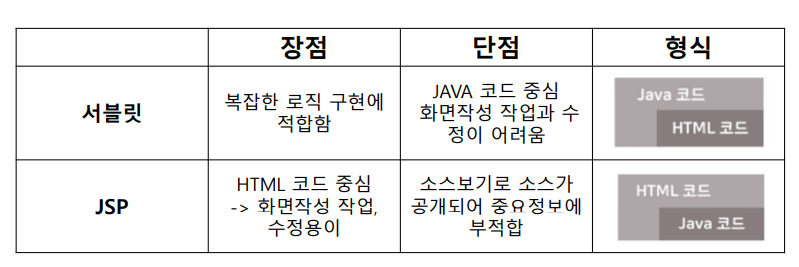 장점
단점
형식
서블릿
복잡한 로직 구현에
적합함
JAVA 코드 중심
화면작성 작업과 수
정이 어려움
Java 코드
HTML 코드
JSP
HTML 코드 중심
-> 화면작성 작업,
수정용이
소스보기로 소스가
공개되어 중요정보에
부적합
HTML 코드
Java 코드